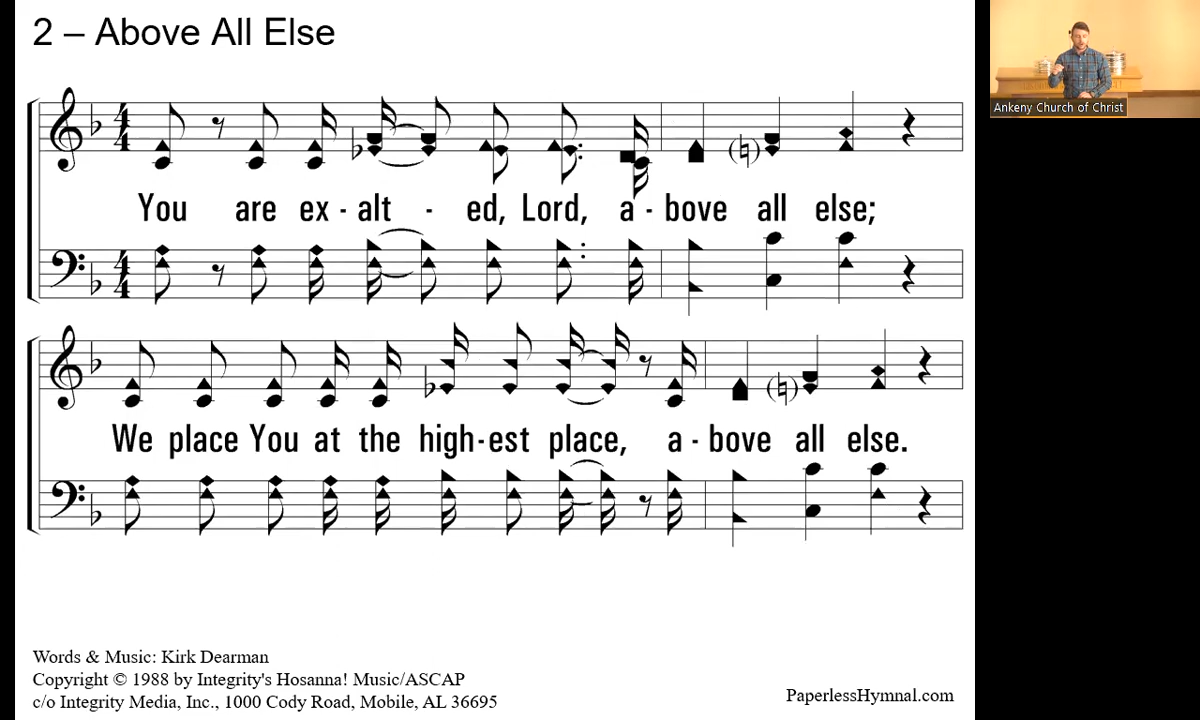 2 – Above All Else
Ankeny Church of Christ
You are ex - alt - ed, Lord, a - bove all else;
We place You at the high-est place, a - bove all else.
Words & Music: Kirk Dearman
Copyright © 1988 by Integrity's Hosanna! Music/ASCAP
c/o Integrity Media, Inc., 1000 Cody Road, Mobile, AL 36695
PaperlessHymnal.com